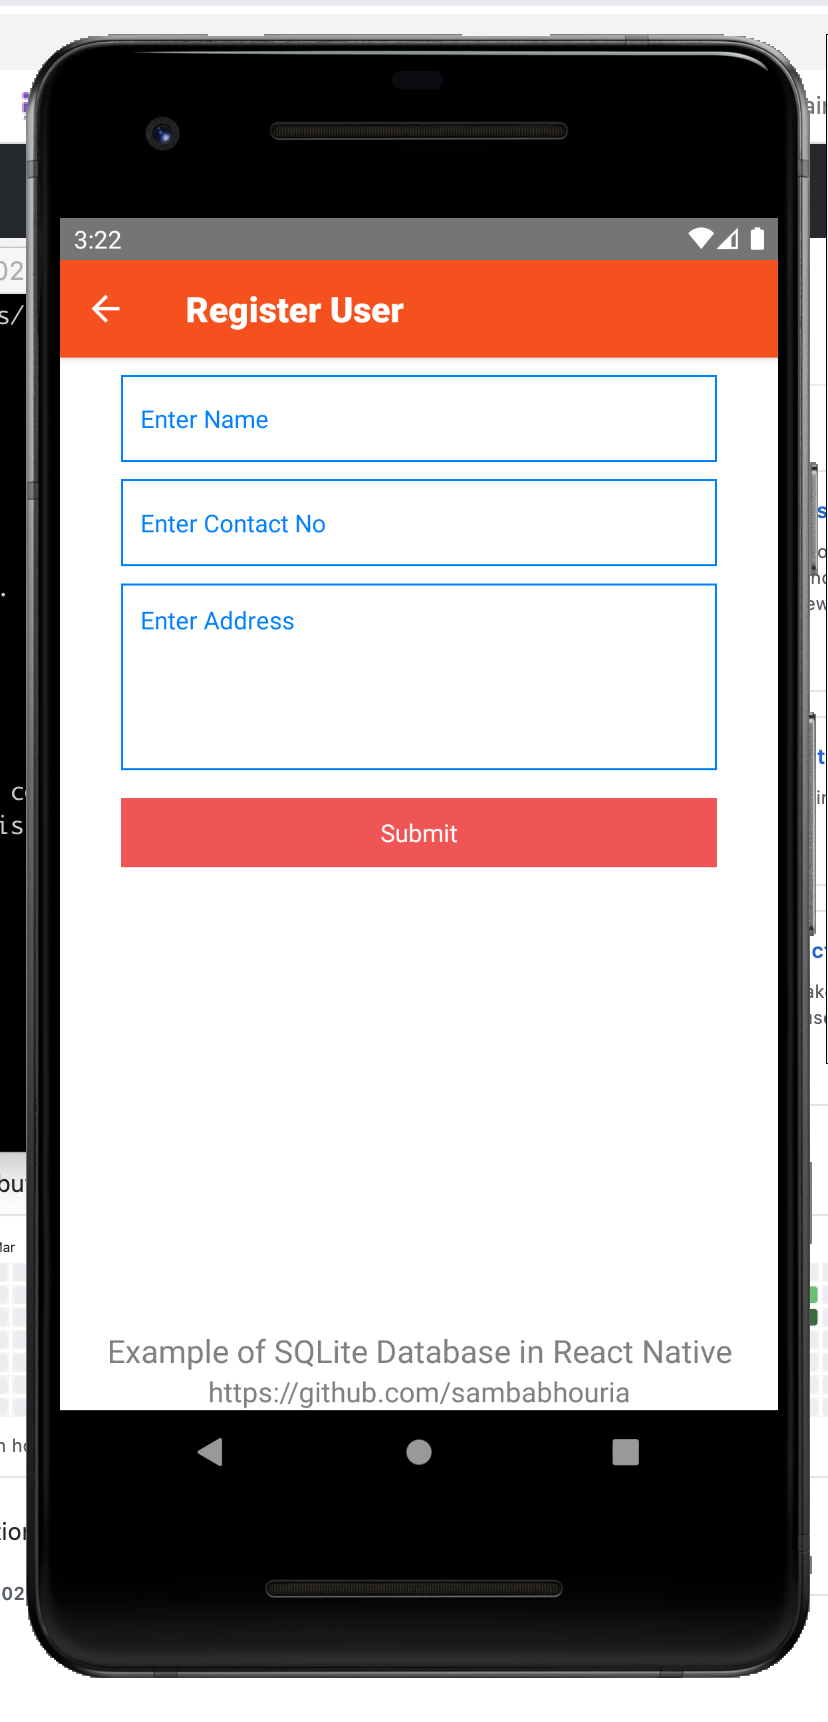 3:22
Register User
Enter Name
Enter Contact No
Enter Address
Submit
Example of SQLite Database in React Native
https://github.com/sambabhouria
Mar